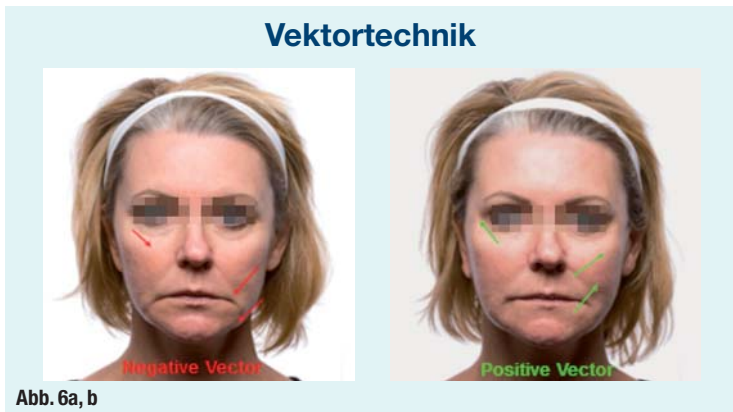 Vektortechnik
Negative Vector
Positive Vector
Abb. 6a, b